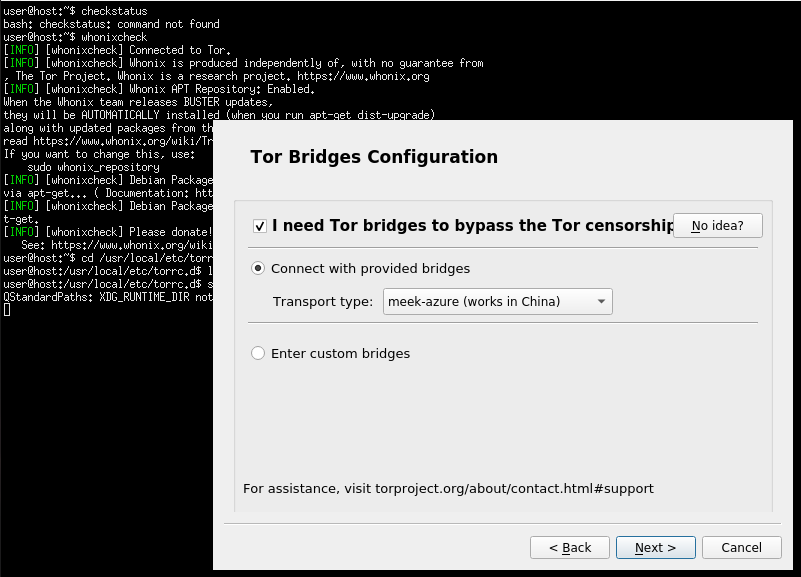 user@host:~$ checkstatus
bash: checkstatus: command not found
user@host:~$ whonixcheck
[INFO] [whonixcheck] Connected to Tor.
[INFO] [whonixcheck] Whonix is produced independently of, with no guarantee from
, The Tor Project. Whonix is a research project. https://www.whonix.org
[INFO] [whonixcheck] Whonix APT Repository: Enabled.
When the Whonix team releases BUSTER updates,
they will be AUTOMATICALLY installed (when you run apt-get dist-upgrade)
along with updated packages from th
read https://www.whonix.org/wiki/Tr
If you want to change this, use:
sudo whonix_repository
[INFO] [whonixcheck] Debian Package
via apt-get... ( Documentation: htt
[INFO] [whonixcheck] Debian Package
t-get.
[INFO] [whonixcheck] Please donate!
See: https://www.whonix.org/wiki
user@host:~$ cd /usr/local/etc/torr
user@host:/usr/local/etc/torrc.d$ l
user@host:/usr/local/etc/torrc.d$ s
QStandardPaths: XDG_RUNTIME_DIR not
Tor Bridges Configuration
I need Tor bridges to bypass the Tor censorship
No idea?
Connect with provided bridges
Transport type: meek-azure (works in China)
Enter custom bridges
For assistance, visit torproject.org/about/contact.html#support
< Back
Next >
Cancel